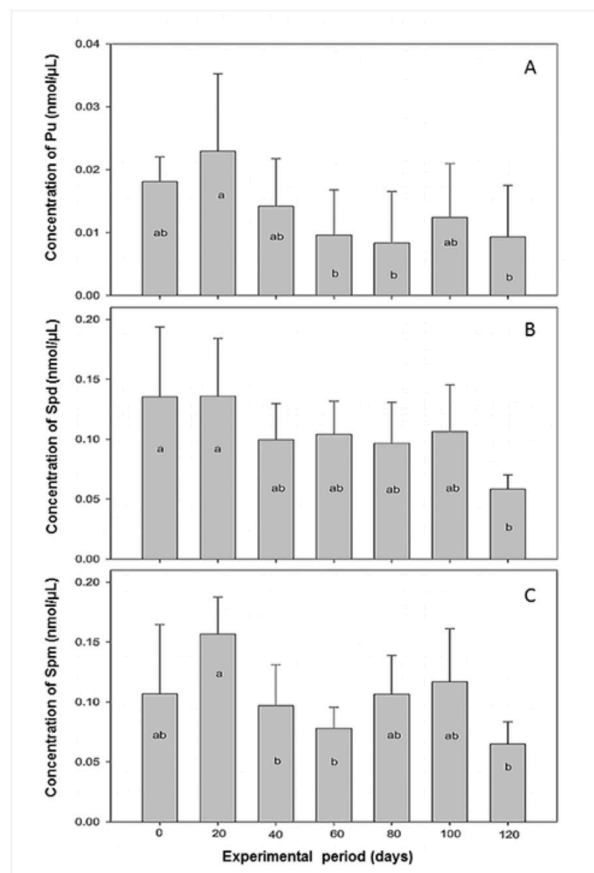 A
Concentration of Pu (nmol/µL)
0.04
0.03
0.02
0.01
0.00
ab
a
ab
b
b
ab
b
B
Concentration of Spd (nmol/µL)
0.20
0.15
0.10
0.05
0.00
a
a
ab
ab
ab
ab
b
C
Concentration of Spm (nmol/µL)
0.20
0.15
0.10
0.05
0.00
ab
a
b
b
ab
ab
b
0 20 40 60 80 100 120
Experimental period (days)